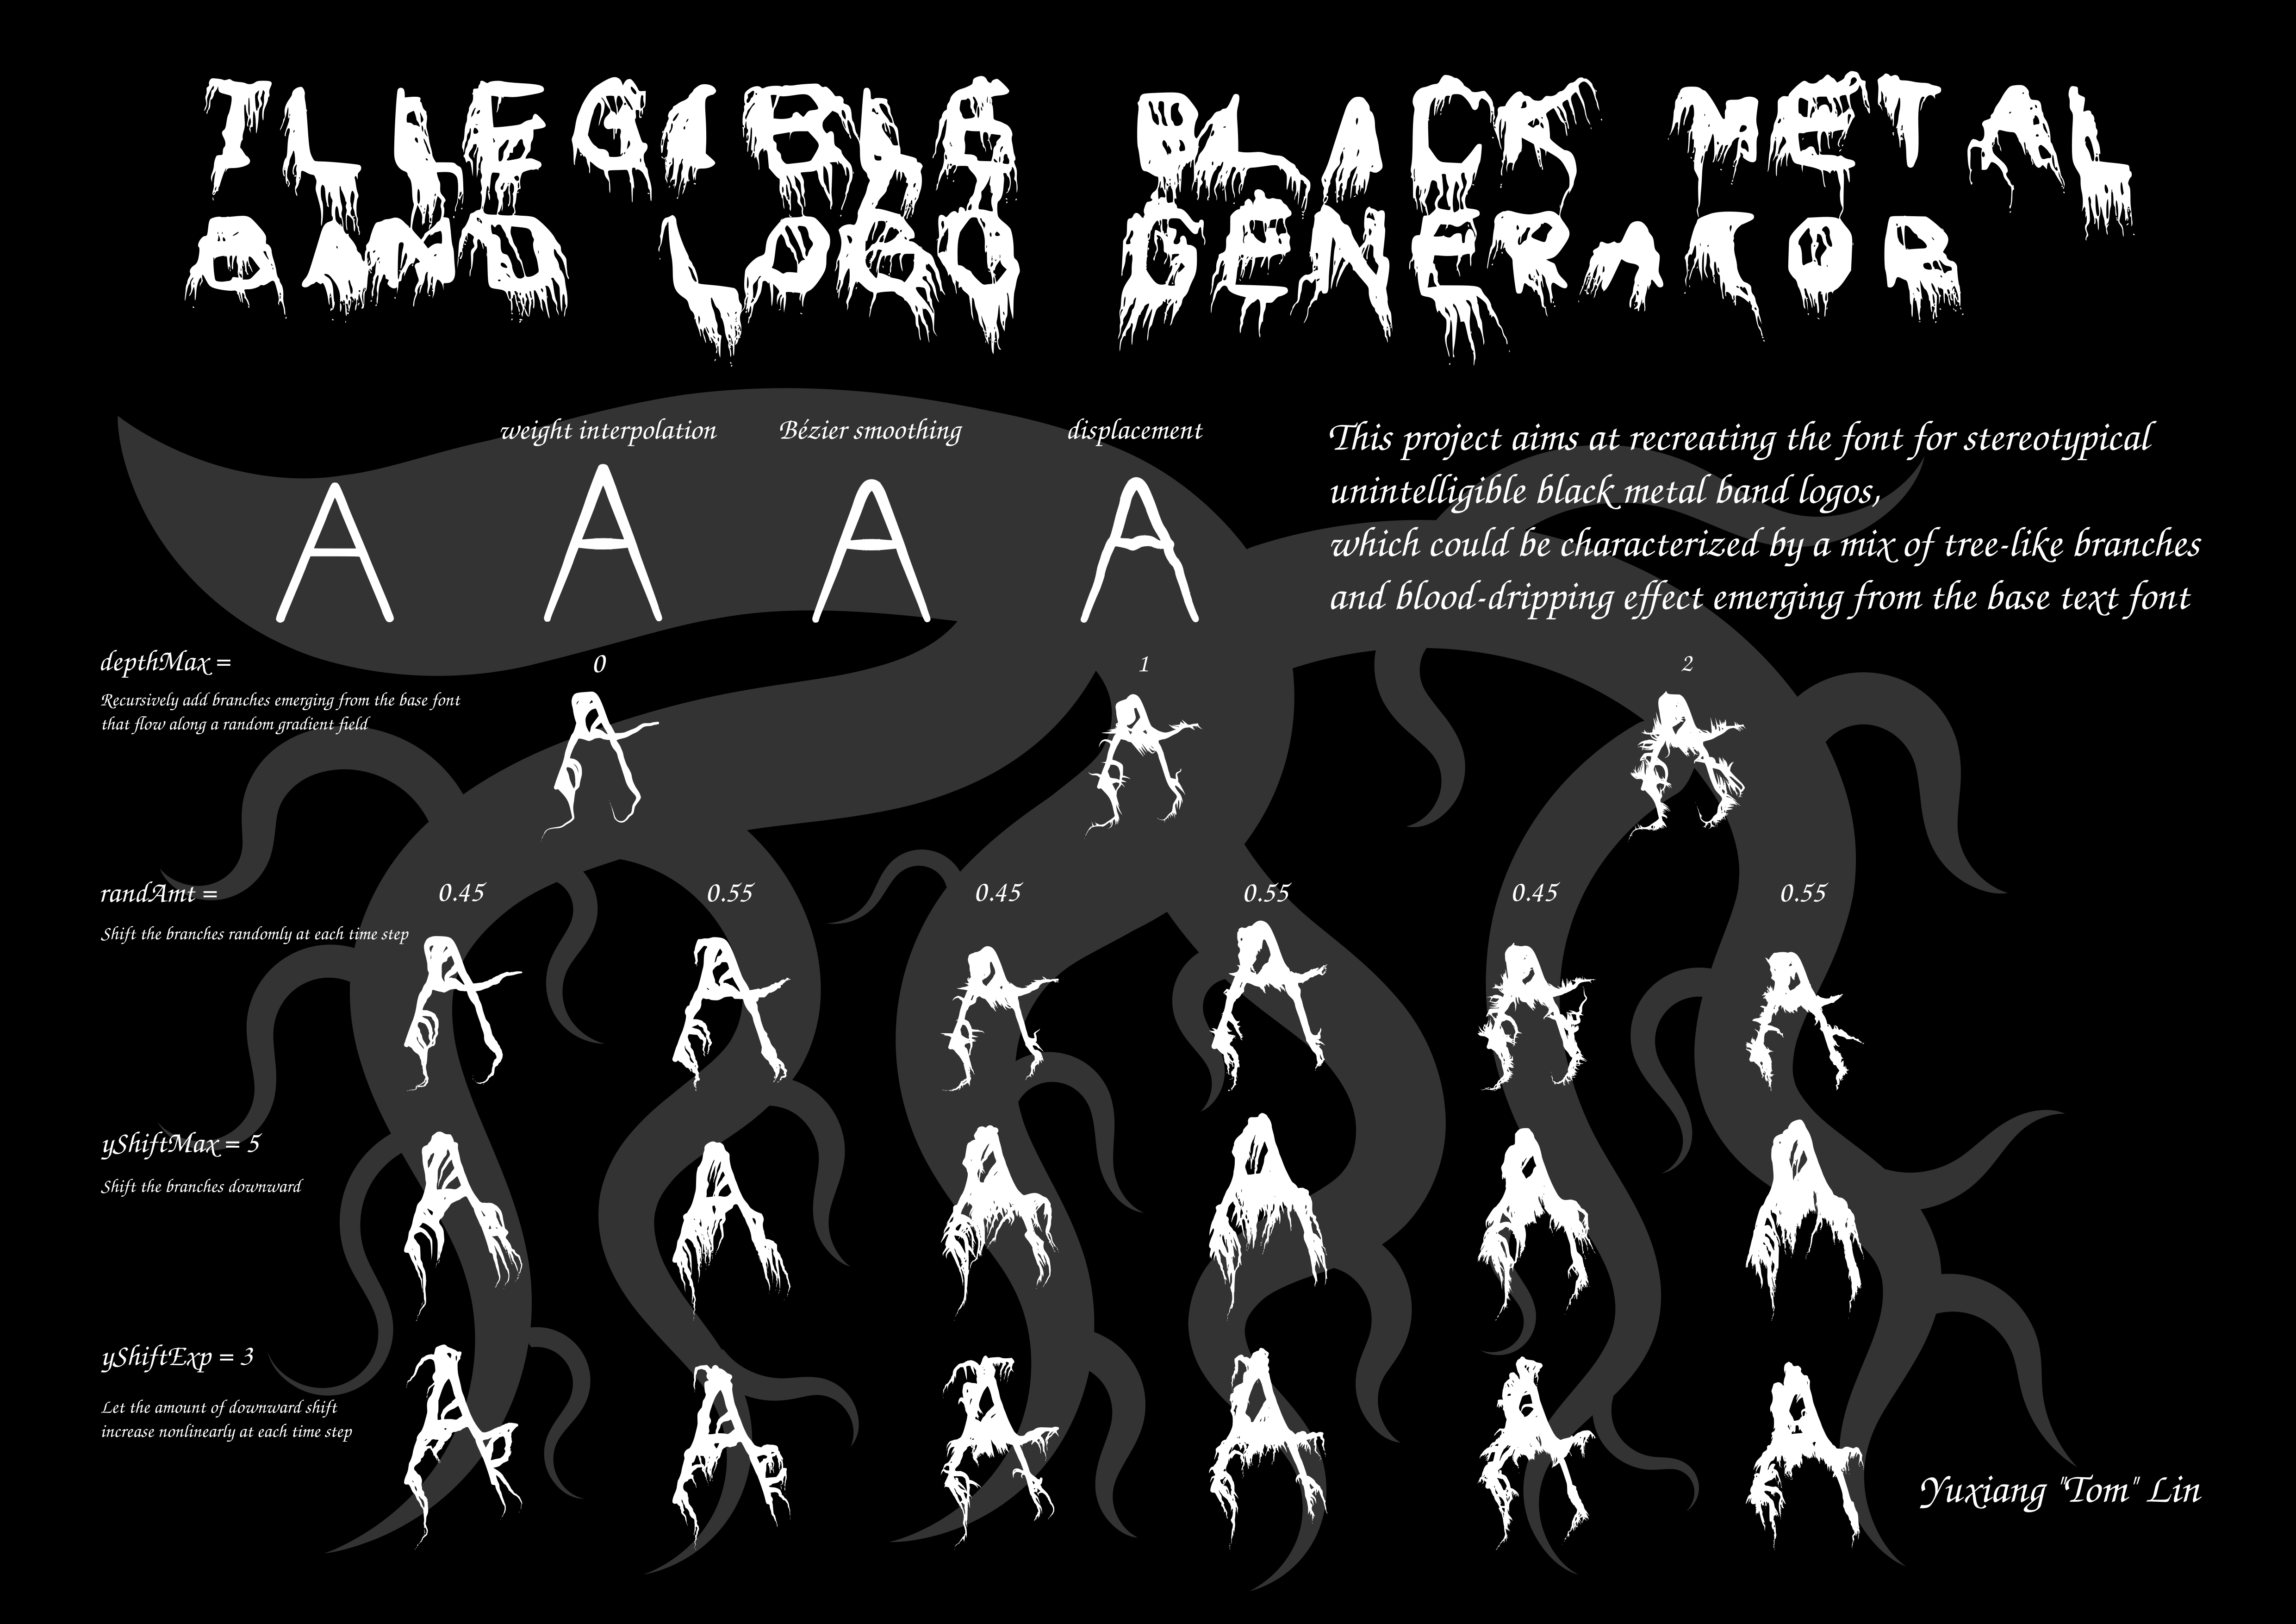 ILLEGIBLE BLACK METAL
BAND LOGO GENERATOR
weight interpolation Bézier smoothing displacement
This project aims at recreating the font for stereotypical
unintelligible black metal band logos,
which could be characterized by a mix of tree-like branches
and blood-dripping effect emerging from the base text font
A A A A
depthMax = 0 1 2
Recursively add branches emerging from the base font
that flow along a random gradient field
A A A
randAmt = 0.45 0.55 0.45 0.55 0.45 0.55
Shift the branches randomly at each time step
A A A A A A
yShiftMax = 5
Shift the branches downward
A A A A A A
yShiftExp = 3
Let the amount of downward shift
increase nonlinearly at each time step
A A A A A A
Yuxiang "Tom" Lin